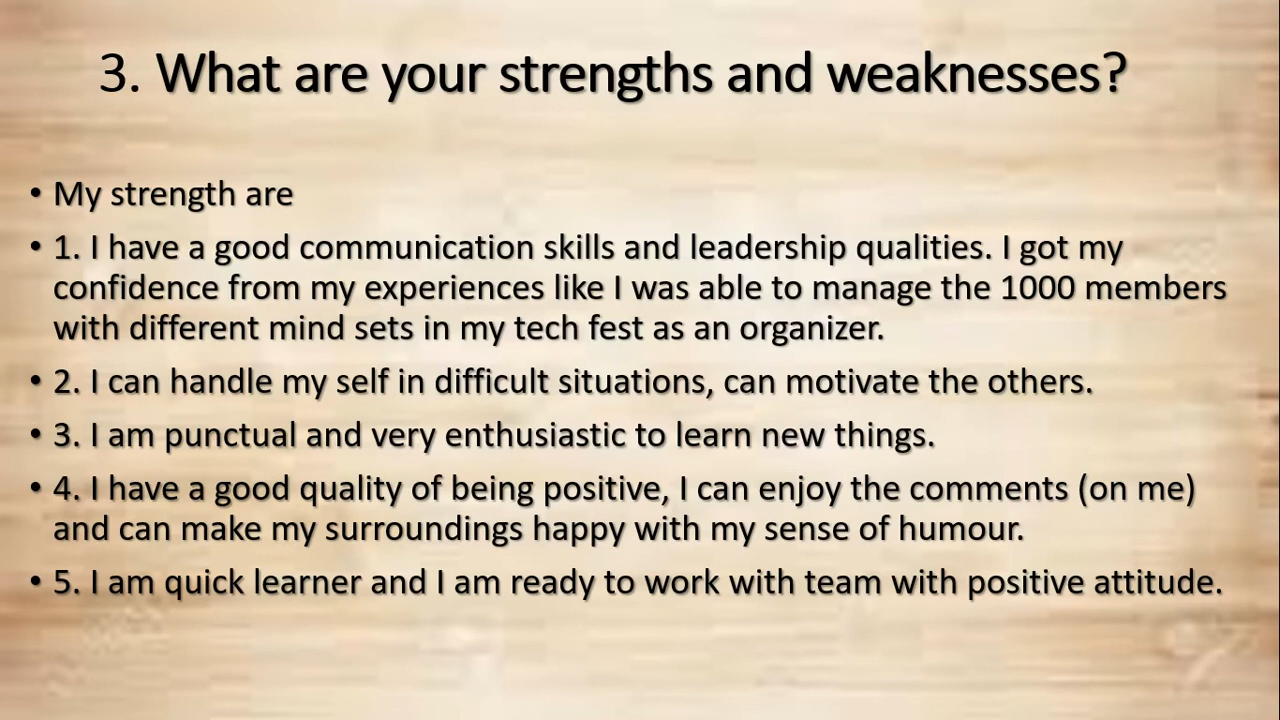 3. What are your strengths and weaknesses?
• My strength are
• 1. I have a good communication skills and leadership qualities. I got my
confidence from my experiences like I was able to manage the 1000 members
with different mind sets in my tech fest as an organizer.
• 2. I can handle my self in difficult situations, can motivate the others.
• 3. I am punctual and very enthusiastic to learn new things.
• 4. I have a good quality of being positive, I can enjoy the comments (on me)
and can make my surroundings happy with my sense of humour.
• 5. I am quick learner and I am ready to work with team with positive attitude.